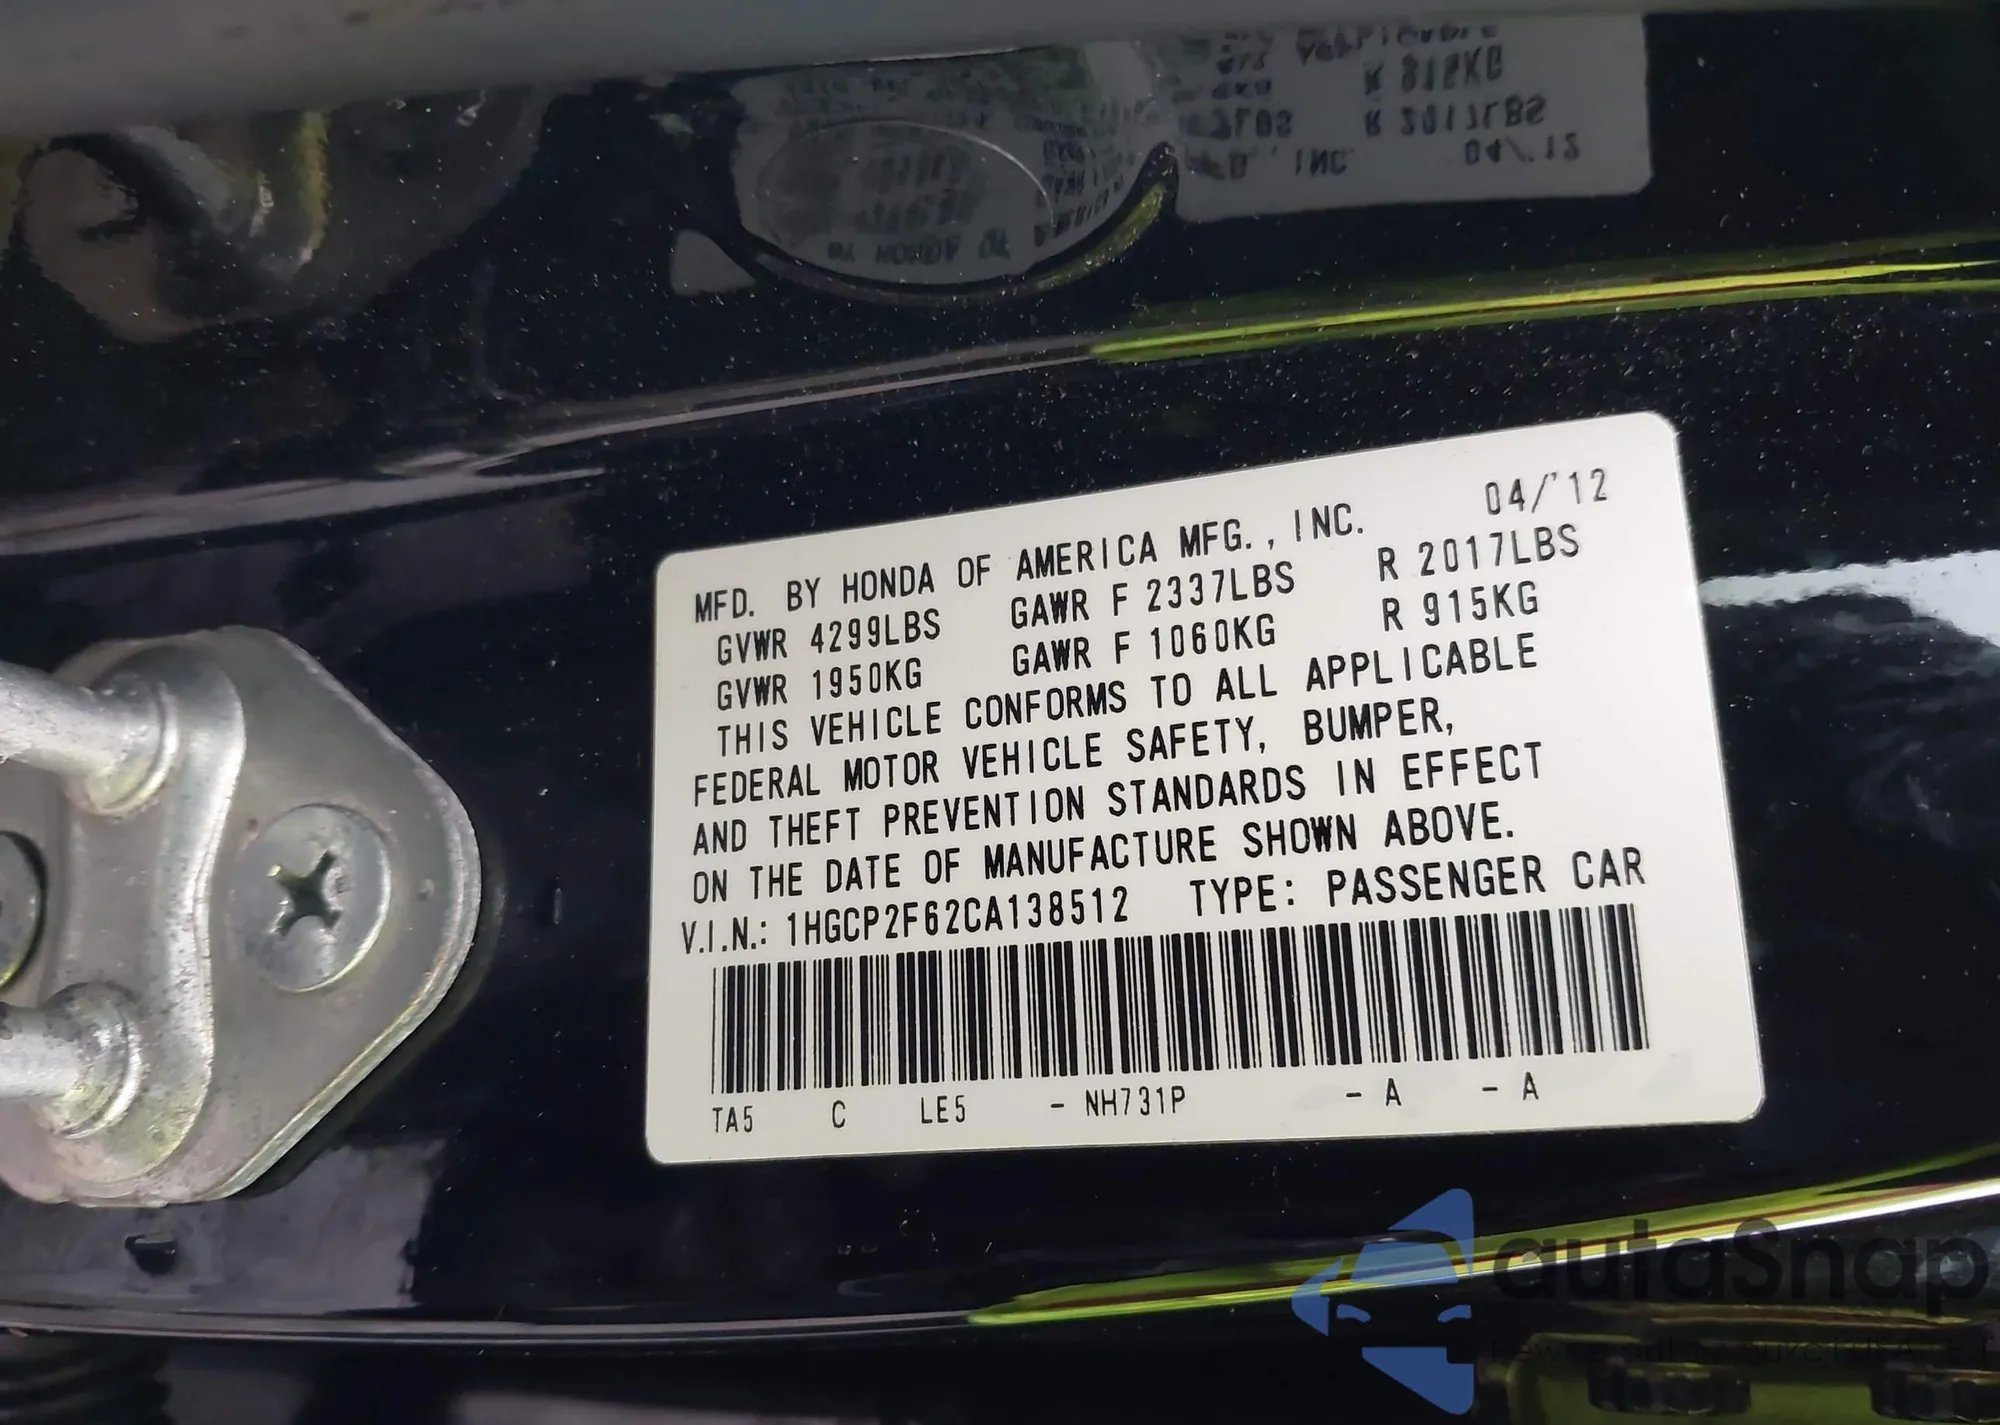 MFD. BY HONDA OF AMERICA MFG., INC. 04/'12
GVWR 4299LBS GAWR F 2337LBS R 2017LBS
GVWR 1950KG GAWR F 1060KG R 915KG
THIS VEHICLE CONFORMS TO ALL APPLICABLE
FEDERAL MOTOR VEHICLE SAFETY, BUMPER,
AND THEFT PREVENTION STANDARDS IN EFFECT
ON THE DATE OF MANUFACTURE SHOWN ABOVE.
V.I.N.: 1HGCP2F62CA138512 TYPE: PASSENGER CAR
TA5 C LE5 - NH731P - A - A
autaSnap